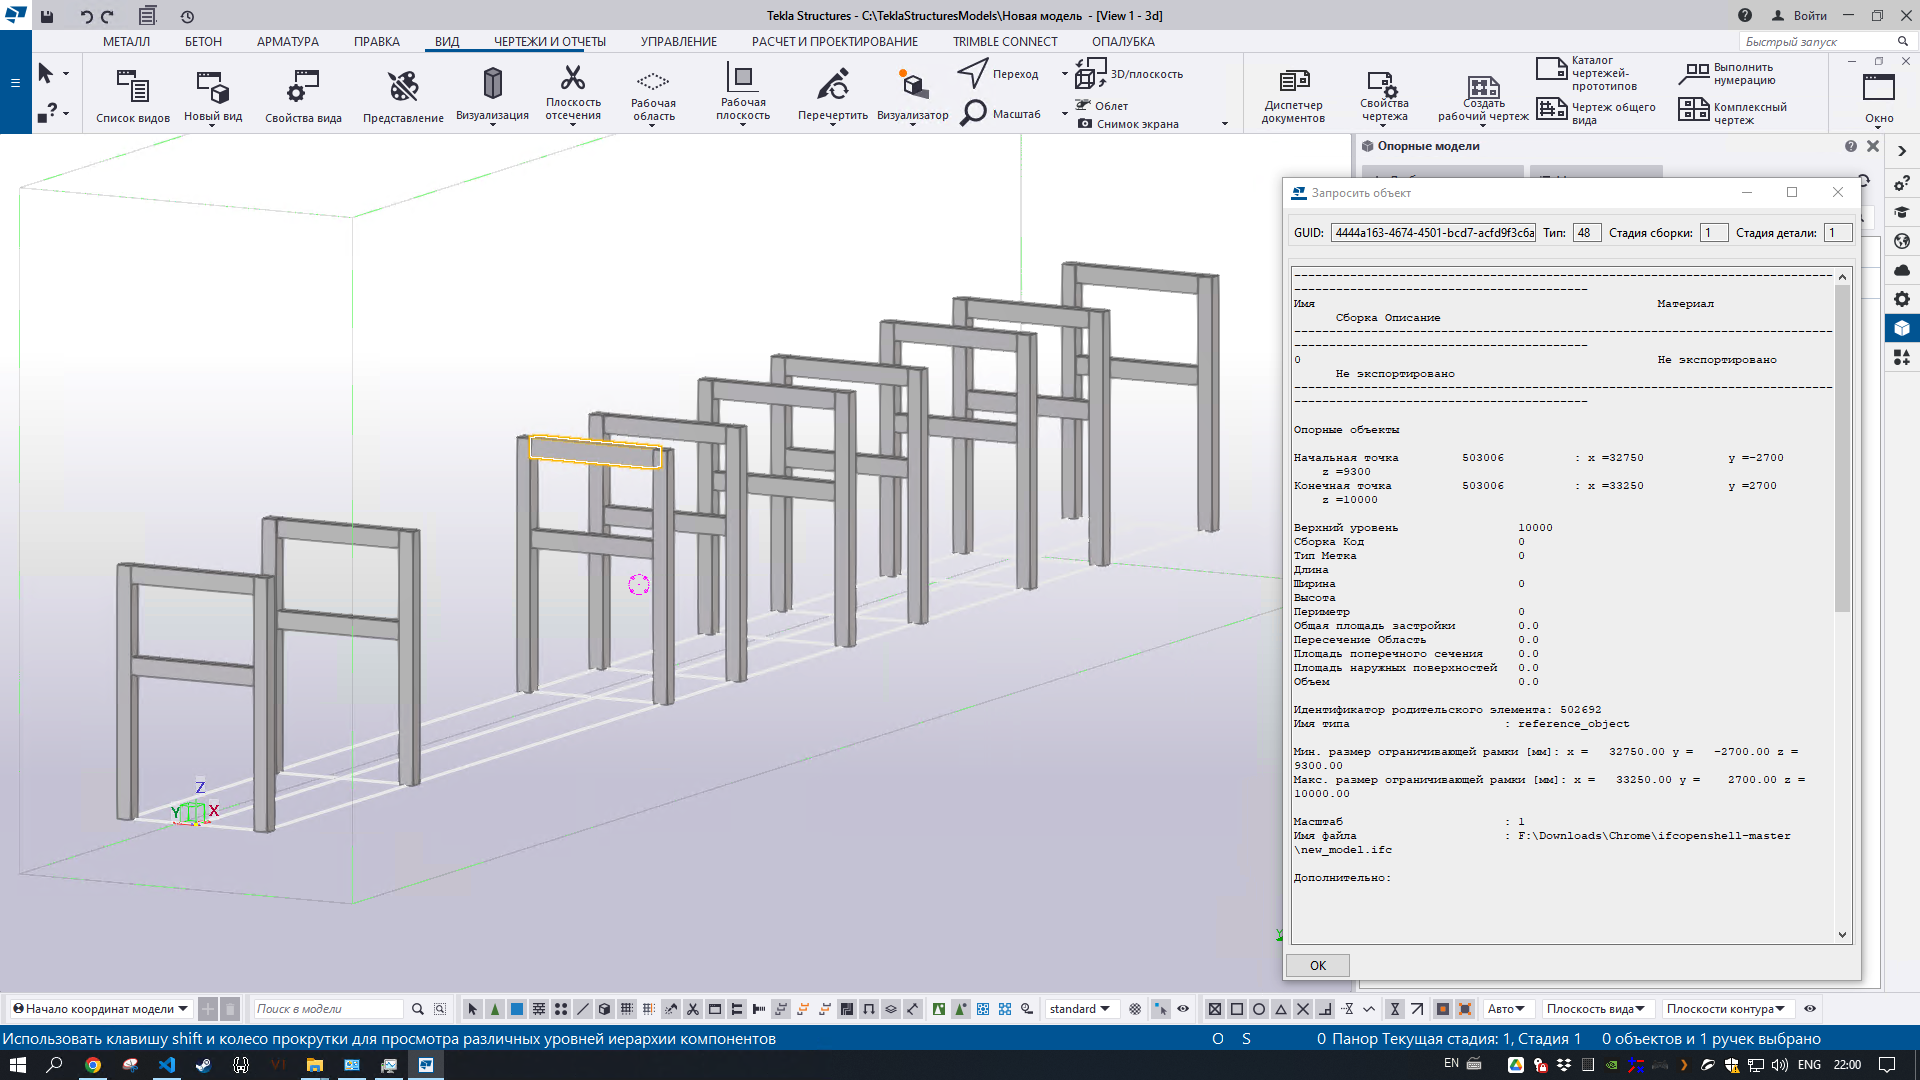 Tekla Structures - C:\TeklaStructuresModels\Новая модель - [View 1 - 3d]
Войти
МЕТАЛЛ БЕТОН АРМАТУРА ПРАВКА ВИД ЧЕРТЕЖИ И ОТЧЕТЫ УПРАВЛЕНИЕ РАСЧЕТ И ПРОЕКТИРОВАНИЕ TRIMBLE CONNECT ОПАЛУБКА
Быстрый запуск
Список видов
Новый вид
Свойства вида
Представление
Визуализация
Плоскость
отсечения
Рабочая
область
Рабочая
плоскость
Перечертить
Визуализатор
Переход
Масштаб
3D/плоскость
Облет
Снимок экрана
Диспетчер
документов
Свойства
чертежа
Создать
рабочий чертеж
Каталог
чертежей-
прототипов
Чертеж общего
вида
Выполнить
нумерацию
Комплексный
чертеж
Окно
Опорные модели
Запросить объект
GUID: 4444a163-4674-4501-bcd7-acfd9f3c6a Тип: 48 Стадия сборки: 1 Стадия детали: 1
Имя Материал
Сборка Описание
0 Не экспортировано
Не экспортировано
Опорные объекты
Начальная точка 503006 : x =32750 y =-2700
z =9300
Конечная точка 503006 : x =33250 y =2700
z =10000
Верхний уровень 10000
Сборка Код 0
Тип Метка 0
Длина
Ширина 0
Высота
Периметр 0
Общая площадь застройки 0.0
Пересечение Область 0.0
Площадь поперечного сечения 0.0
Площадь наружных поверхностей 0.0
Объем 0.0
Идентификатор родительского элемента: 502692
Имя типа : reference_object
Мин. размер ограничивающей рамки [мм]: x = 32750.00 y = -2700.00 z =
9300.00
Макс. размер ограничивающей рамки [мм]: x = 33250.00 y = 2700.00 z =
10000.00
Масштаб : 1
Имя файла : F:\Downloads\Chrome\ifcopenshell-master
\new_model.ifc
Дополнительно:
OK
Z
Y X
Начало координат модели
Поиск в модели
standard
Авто
Плоскость вида
Плоскости контура
Использовать клавишу shift и колесо прокрутки для просмотра различных уровней иерархии компонентов
O S 0 Панор Текущая стадия: 1, Стадия 1 0 объектов и 1 ручек выбрано
EN
ENG 22:00